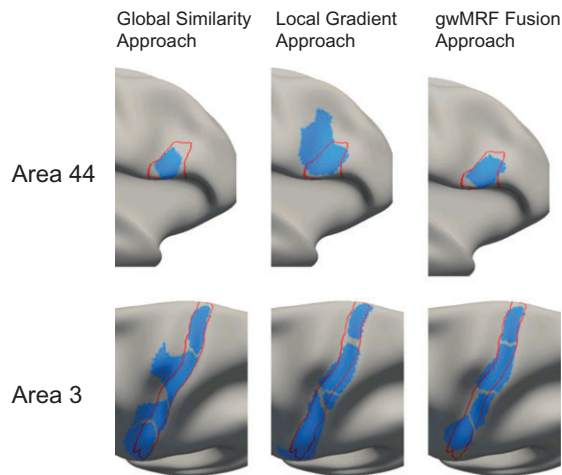 Global Similarity
Approach
Local Gradient
Approach
gwMRF Fusion
Approach
Area 44
Area 3